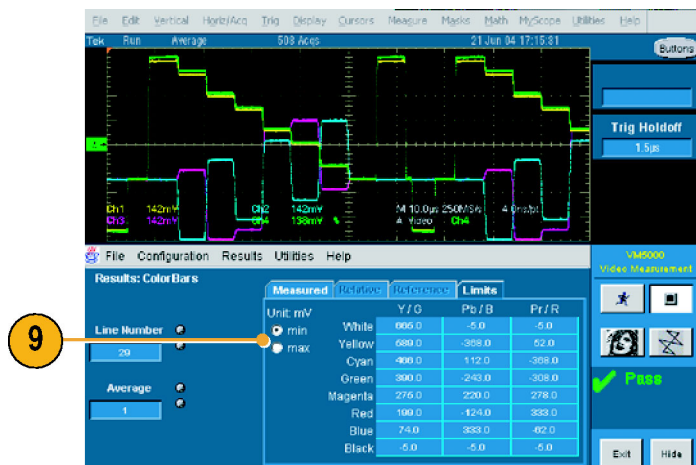 File Edit Vertical Horiz/Acq Trig Display Cursors Measure Masks Math MyScope Utilities Help
Tek Run Average 508 Acqs 21 Jun 04 17:15:31
Buttons
Trig Holdoff
1.5µs
Ch1 142mV Ch2 142mV M 10.0µs 250MS/s 4.0ns/pt
Ch3 142mV Ch4 138mV A Video Ch4
File Configuration Results Utilities Help
VM5000
Video Measurement
Results: ColorBars
Measured Relative Reference Limits
Unit: mV Y / G Pb / B Pr / R
min White 665.0 -5.0 -5.0
max Yellow 589.0 -368.0 52.0
Line Number
29
Cyan 466.0 112.0 -368.0
Green 390.0 -243.0 -308.0
Magenta 275.0 220.0 278.0
Red 199.0 -124.0 333.0
Blue 74.0 333.0 -62.0
Black -5.0 -5.0 -5.0
Average
1
Pass
Exit Hide
9